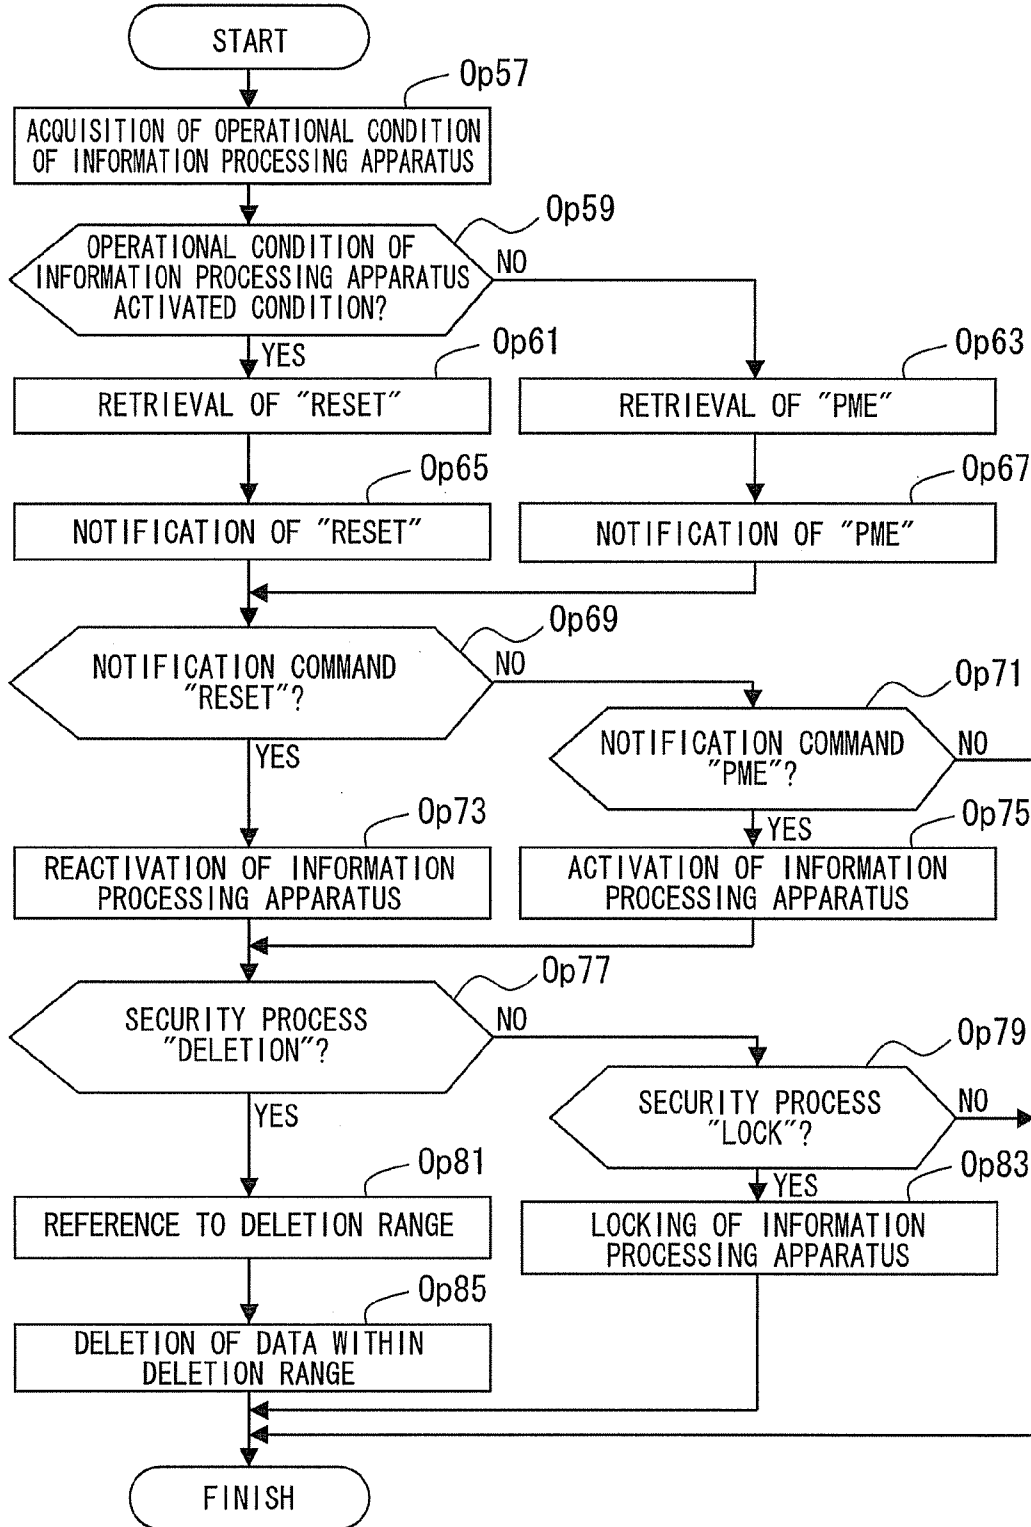 START
Op57
ACQUISITION OF OPERATIONAL CONDITION
OF INFORMATION PROCESSING APPARATUS
Op59
OPERATIONAL CONDITION OF
INFORMATION PROCESSING APPARATUS
ACTIVATED CONDITION?
NO
YES
Op61
Op63
RETRIEVAL OF "RESET"
RETRIEVAL OF "PME"
Op65
Op67
NOTIFICATION OF "RESET"
NOTIFICATION OF "PME"
Op69
NOTIFICATION COMMAND
"RESET"?
NO
YES
Op71
NOTIFICATION COMMAND
"PME"?
NO
YES
Op73
Op75
REACTIVATION OF INFORMATION
PROCESSING APPARATUS
ACTIVATION OF INFORMATION
PROCESSING APPARATUS
Op77
SECURITY PROCESS
"DELETION"?
NO
YES
Op79
SECURITY PROCESS
"LOCK"?
NO
YES
Op81
Op83
REFERENCE TO DELETION RANGE
LOCKING OF INFORMATION
PROCESSING APPARATUS
Op85
DELETION OF DATA WITHIN
DELETION RANGE
FINISH